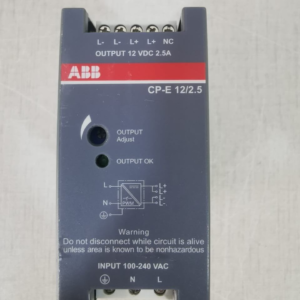 L- L- L+ L+ NC
OUTPUT 12 VDC 2.5A
ABB
CP-E 12/2.5
OUTPUT
Adjust
OUTPUT OK
L
N
Warning
Do not disconnect while circuit is alive
unless area is known to be nonhazardous
INPUT 100-240 VAC
N L